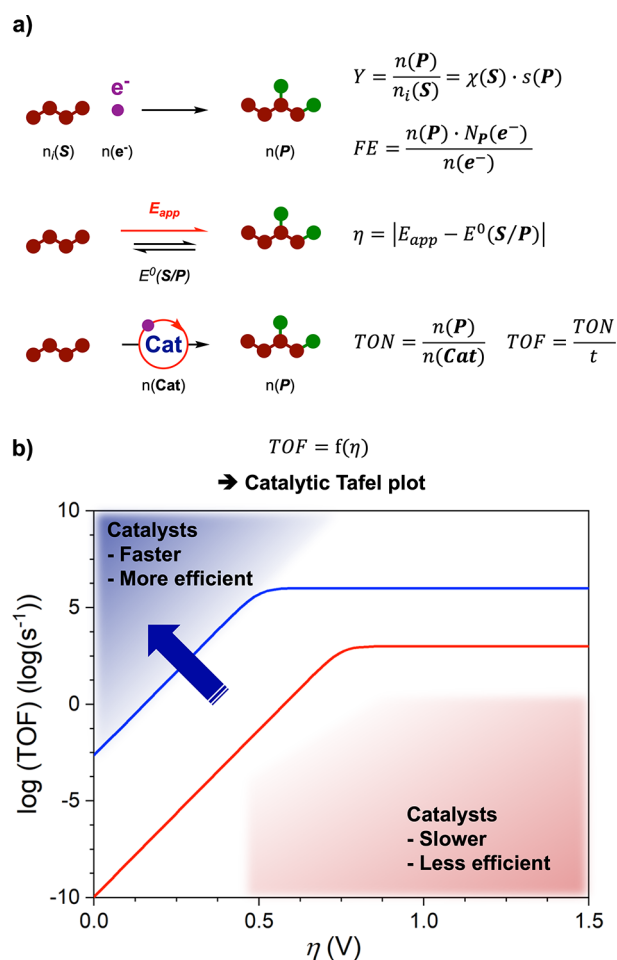 a)
e-
nᵢ(S) n(e-) n(P)
Y = n(P) / nᵢ(S) = χ(S) · s(P)
FE = n(P) · N_P(e⁻) / n(e⁻)
E_app
E⁰(S/P)
η = |E_app − E⁰(S/P)|
Cat
n(Cat) n(P)
TON = n(P) / n(Cat) TOF = TON / t
b)
TOF = f(η)
➔ Catalytic Tafel plot
Catalysts
- Faster
- More efficient
Catalysts
- Slower
- Less efficient
log (TOF) (log(s⁻¹))
10
5
0
-5
-10
0.0 0.5 1.0 1.5
η (V)